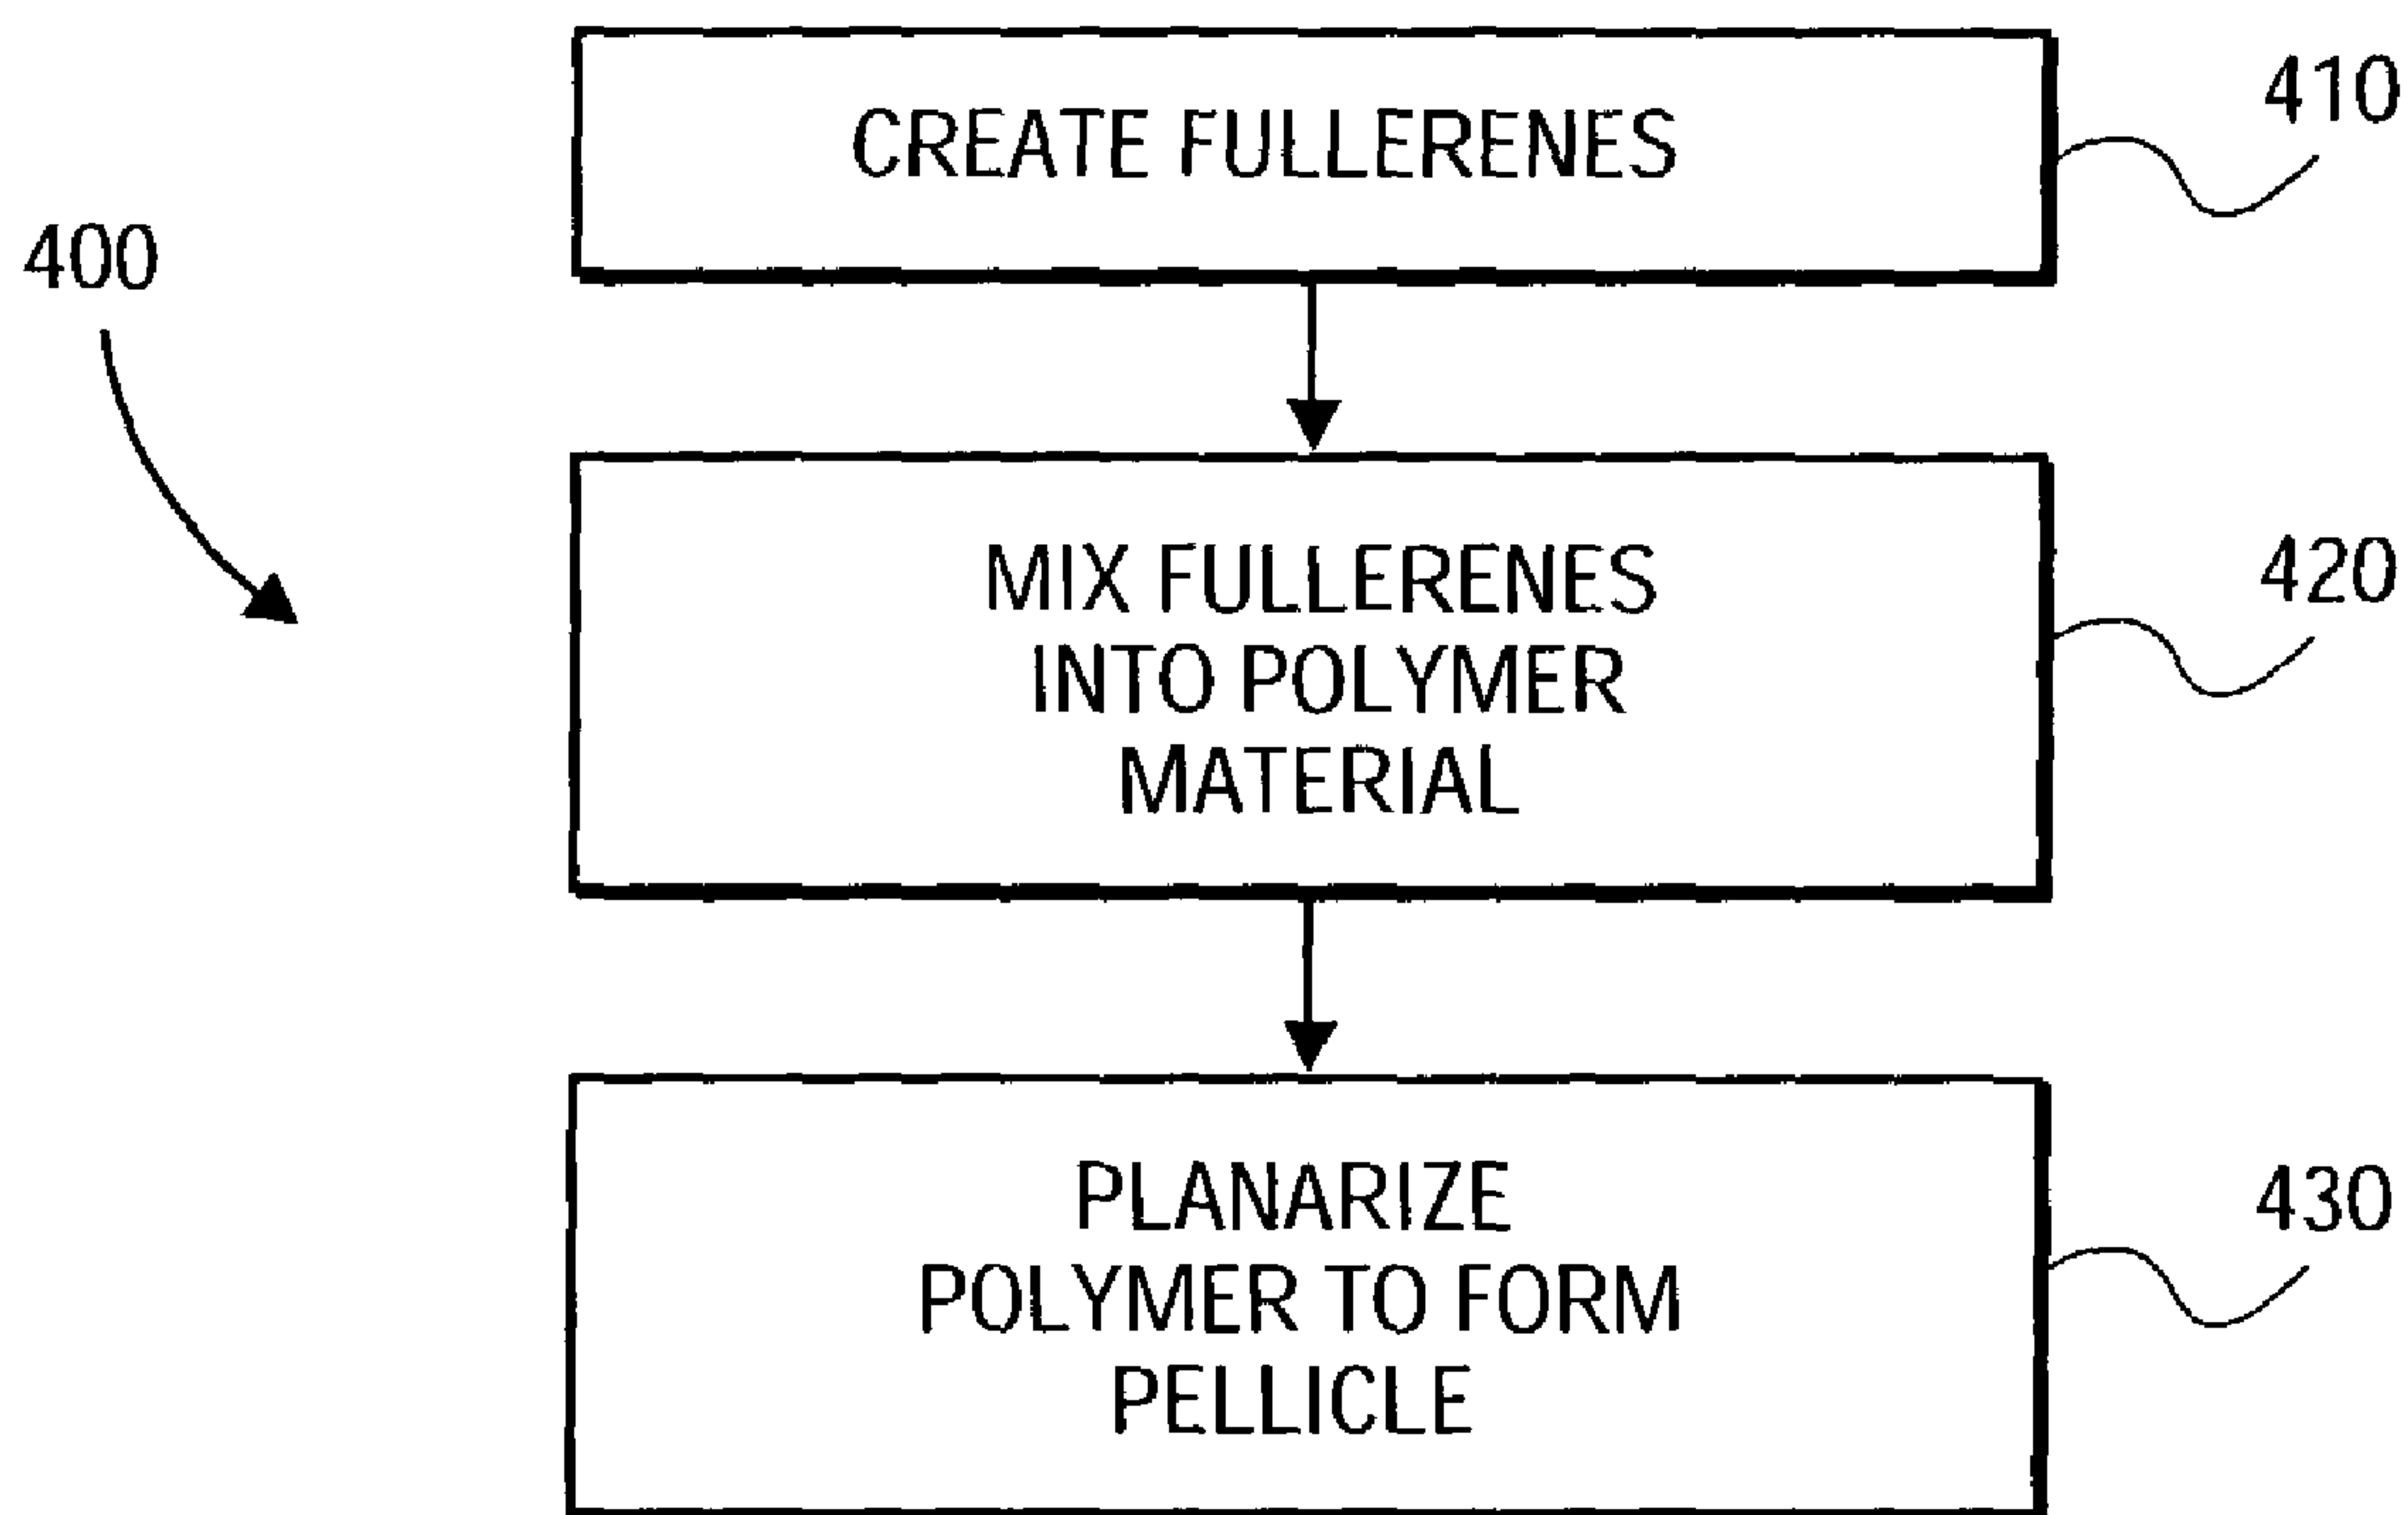 CREATE FULLERENES
410
400
MIX FULLERENES
INTO POLYMER
MATERIAL
420
PLANARIZE
POLYMER TO FORM
PELLICLE
430